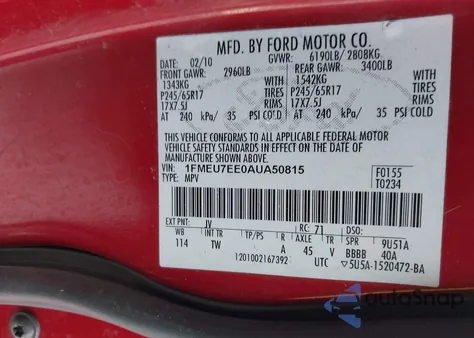 MFD. BY FORD MOTOR CO.
DATE: 02/10 GVWR: 6190LB/ 2808KG
FRONT GAWR: 2960LB REAR GAWR: 3400LB
1343KG WITH 1542KG WITH
P245/65R17 TIRES P245/65R17 TIRES
17X7.5J RIMS 17X7.5J RIMS
AT 240 kPa/ 35 PSI COLD AT 240 kPa/ 35 PSI COLD
THIS VEHICLE CONFORMS TO ALL APPLICABLE FEDERAL MOTOR
VEHICLE SAFETY STANDARDS IN EFFECT ON THE DATE OF
MANUFACTURE SHOWN ABOVE.
VIN: 1FMEU7EE0AUA50815 F0155
TYPE: MPV T0234
EXT PNT: JV RC: 71 DSO:
WB INT TR TP/PS R AXLE TR SPR 9U51A
114 TW A 45 V BBBB 40A
1201002167392 UTC ▽5U5A-1520472-BA
autoSnap